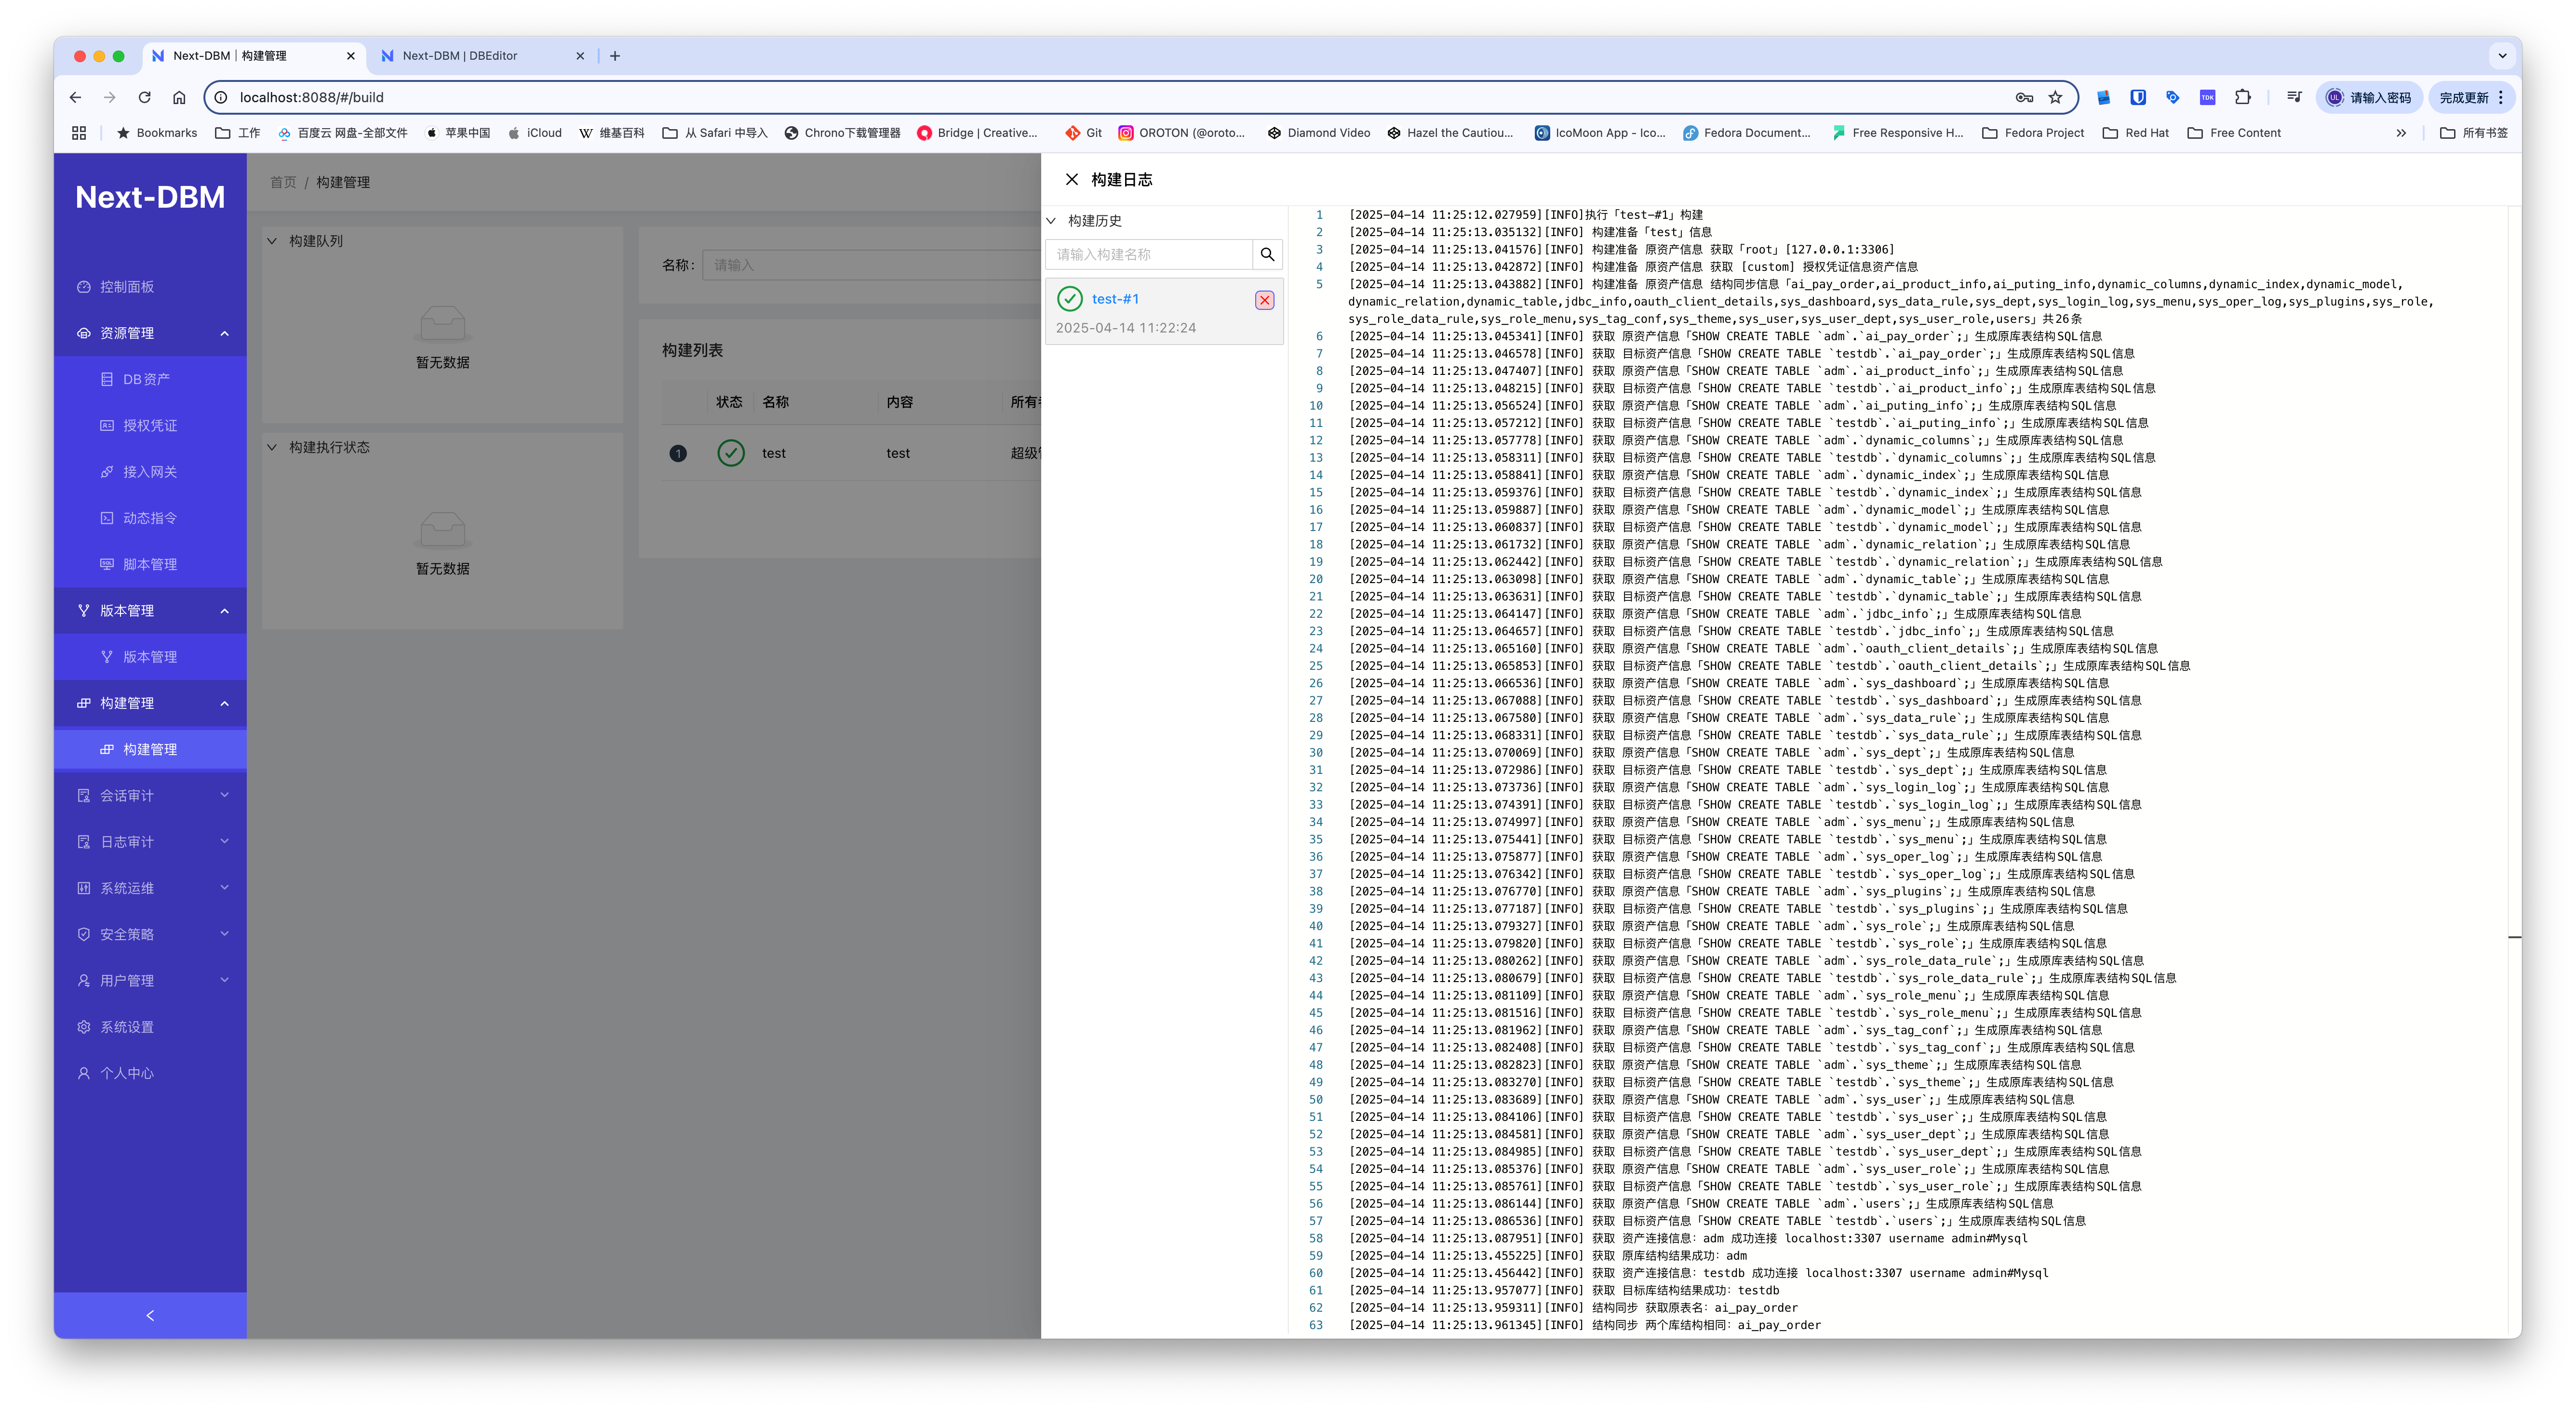 Next-DBM | 构建管理
Next-DBM | DBEditor
localhost:8088/#/build
请输入密码
完成更新
Bookmarks
工作
百度云 网盘-全部文件
苹果中国
iCloud
维基百科
从 Safari 中导入
Chrono下载管理器
Bridge | Creative...
Git
OROTON (@oroto...
Diamond Video
Hazel the Cautiou...
IcoMoon App - Ico...
Fedora Document...
Free Responsive H...
Fedora Project
Red Hat
Free Content
所有书签
Next-DBM
控制面板
资源管理
DB资产
授权凭证
接入网关
动态指令
脚本管理
版本管理
版本管理
构建管理
构建管理
会话审计
日志审计
系统运维
安全策略
用户管理
系统设置
个人中心
首页 / 构建管理
构建队列
暂无数据
构建执行状态
暂无数据
名称: 请输入
构建列表
状态 名称 内容
1 test test
构建日志
构建历史
请输入构建名称
test-#1
2025-04-14 11:22:24
1 [2025-04-14 11:25:12.027959][INFO]执行「test-#1」构建
2 [2025-04-14 11:25:13.035132][INFO] 构建准备「test」信息
3 [2025-04-14 11:25:13.041576][INFO] 构建准备 原资产信息 获取「root」[127.0.0.1:3306]
4 [2025-04-14 11:25:13.042872][INFO] 构建准备 原资产信息 获取 [custom] 授权凭证信息资产信息
5 [2025-04-14 11:25:13.043882][INFO] 构建准备 原资产信息 结构同步信息「ai_pay_order,ai_product_info,ai_puting_info,dynamic_columns,dynamic_index,dynamic_model,
dynamic_relation,dynamic_table,jdbc_info,oauth_client_details,sys_dashboard,sys_data_rule,sys_dept,sys_login_log,sys_menu,sys_oper_log,sys_plugins,sys_role,
sys_role_data_rule,sys_role_menu,sys_tag_conf,sys_theme,sys_user,sys_user_dept,sys_user_role,users」共26条
6 [2025-04-14 11:25:13.045341][INFO] 获取 原资产信息「SHOW CREATE TABLE `adm`.`ai_pay_order`;」生成原库表结构SQL信息
7 [2025-04-14 11:25:13.046578][INFO] 获取 目标资产信息「SHOW CREATE TABLE `testdb`.`ai_pay_order`;」生成原库表结构SQL信息
8 [2025-04-14 11:25:13.047407][INFO] 获取 原资产信息「SHOW CREATE TABLE `adm`.`ai_product_info`;」生成原库表结构SQL信息
9 [2025-04-14 11:25:13.048215][INFO] 获取 目标资产信息「SHOW CREATE TABLE `testdb`.`ai_product_info`;」生成原库表结构SQL信息
10 [2025-04-14 11:25:13.056524][INFO] 获取 原资产信息「SHOW CREATE TABLE `adm`.`ai_puting_info`;」生成原库表结构SQL信息
11 [2025-04-14 11:25:13.057212][INFO] 获取 目标资产信息「SHOW CREATE TABLE `testdb`.`ai_puting_info`;」生成原库表结构SQL信息
12 [2025-04-14 11:25:13.057778][INFO] 获取 原资产信息「SHOW CREATE TABLE `adm`.`dynamic_columns`;」生成原库表结构SQL信息
13 [2025-04-14 11:25:13.058311][INFO] 获取 目标资产信息「SHOW CREATE TABLE `testdb`.`dynamic_columns`;」生成原库表结构SQL信息
14 [2025-04-14 11:25:13.058841][INFO] 获取 原资产信息「SHOW CREATE TABLE `adm`.`dynamic_index`;」生成原库表结构SQL信息
15 [2025-04-14 11:25:13.059376][INFO] 获取 目标资产信息「SHOW CREATE TABLE `testdb`.`dynamic_index`;」生成原库表结构SQL信息
16 [2025-04-14 11:25:13.059887][INFO] 获取 原资产信息「SHOW CREATE TABLE `adm`.`dynamic_model`;」生成原库表结构SQL信息
17 [2025-04-14 11:25:13.060837][INFO] 获取 目标资产信息「SHOW CREATE TABLE `testdb`.`dynamic_model`;」生成原库表结构SQL信息
18 [2025-04-14 11:25:13.061732][INFO] 获取 原资产信息「SHOW CREATE TABLE `adm`.`dynamic_relation`;」生成原库表结构SQL信息
19 [2025-04-14 11:25:13.062442][INFO] 获取 目标资产信息「SHOW CREATE TABLE `testdb`.`dynamic_relation`;」生成原库表结构SQL信息
20 [2025-04-14 11:25:13.063098][INFO] 获取 原资产信息「SHOW CREATE TABLE `adm`.`dynamic_table`;」生成原库表结构SQL信息
21 [2025-04-14 11:25:13.063631][INFO] 获取 目标资产信息「SHOW CREATE TABLE `testdb`.`dynamic_table`;」生成原库表结构SQL信息
22 [2025-04-14 11:25:13.064147][INFO] 获取 原资产信息「SHOW CREATE TABLE `adm`.`jdbc_info`;」生成原库表结构SQL信息
23 [2025-04-14 11:25:13.064657][INFO] 获取 目标资产信息「SHOW CREATE TABLE `testdb`.`jdbc_info`;」生成原库表结构SQL信息
24 [2025-04-14 11:25:13.065160][INFO] 获取 原资产信息「SHOW CREATE TABLE `adm`.`oauth_client_details`;」生成原库表结构SQL信息
25 [2025-04-14 11:25:13.065853][INFO] 获取 目标资产信息「SHOW CREATE TABLE `testdb`.`oauth_client_details`;」生成原库表结构SQL信息
26 [2025-04-14 11:25:13.066536][INFO] 获取 原资产信息「SHOW CREATE TABLE `adm`.`sys_dashboard`;」生成原库表结构SQL信息
27 [2025-04-14 11:25:13.067088][INFO] 获取 目标资产信息「SHOW CREATE TABLE `testdb`.`sys_dashboard`;」生成原库表结构SQL信息
28 [2025-04-14 11:25:13.067580][INFO] 获取 原资产信息「SHOW CREATE TABLE `adm`.`sys_data_rule`;」生成原库表结构SQL信息
29 [2025-04-14 11:25:13.068331][INFO] 获取 目标资产信息「SHOW CREATE TABLE `testdb`.`sys_data_rule`;」生成原库表结构SQL信息
30 [2025-04-14 11:25:13.070069][INFO] 获取 原资产信息「SHOW CREATE TABLE `adm`.`sys_dept`;」生成原库表结构SQL信息
31 [2025-04-14 11:25:13.072986][INFO] 获取 目标资产信息「SHOW CREATE TABLE `testdb`.`sys_dept`;」生成原库表结构SQL信息
32 [2025-04-14 11:25:13.073736][INFO] 获取 原资产信息「SHOW CREATE TABLE `adm`.`sys_login_log`;」生成原库表结构SQL信息
33 [2025-04-14 11:25:13.074391][INFO] 获取 目标资产信息「SHOW CREATE TABLE `testdb`.`sys_login_log`;」生成原库表结构SQL信息
34 [2025-04-14 11:25:13.074997][INFO] 获取 原资产信息「SHOW CREATE TABLE `adm`.`sys_menu`;」生成原库表结构SQL信息
35 [2025-04-14 11:25:13.075441][INFO] 获取 目标资产信息「SHOW CREATE TABLE `testdb`.`sys_menu`;」生成原库表结构SQL信息
36 [2025-04-14 11:25:13.075877][INFO] 获取 原资产信息「SHOW CREATE TABLE `adm`.`sys_oper_log`;」生成原库表结构SQL信息
37 [2025-04-14 11:25:13.076342][INFO] 获取 目标资产信息「SHOW CREATE TABLE `testdb`.`sys_oper_log`;」生成原库表结构SQL信息
38 [2025-04-14 11:25:13.076770][INFO] 获取 原资产信息「SHOW CREATE TABLE `adm`.`sys_plugins`;」生成原库表结构SQL信息
39 [2025-04-14 11:25:13.077187][INFO] 获取 目标资产信息「SHOW CREATE TABLE `testdb`.`sys_plugins`;」生成原库表结构SQL信息
40 [2025-04-14 11:25:13.079327][INFO] 获取 原资产信息「SHOW CREATE TABLE `adm`.`sys_role`;」生成原库表结构SQL信息
41 [2025-04-14 11:25:13.079820][INFO] 获取 目标资产信息「SHOW CREATE TABLE `testdb`.`sys_role`;」生成原库表结构SQL信息
42 [2025-04-14 11:25:13.080262][INFO] 获取 原资产信息「SHOW CREATE TABLE `adm`.`sys_role_data_rule`;」生成原库表结构SQL信息
43 [2025-04-14 11:25:13.080679][INFO] 获取 目标资产信息「SHOW CREATE TABLE `testdb`.`sys_role_data_rule`;」生成原库表结构SQL信息
44 [2025-04-14 11:25:13.081109][INFO] 获取 原资产信息「SHOW CREATE TABLE `adm`.`sys_role_menu`;」生成原库表结构SQL信息
45 [2025-04-14 11:25:13.081516][INFO] 获取 目标资产信息「SHOW CREATE TABLE `testdb`.`sys_role_menu`;」生成原库表结构SQL信息
46 [2025-04-14 11:25:13.081962][INFO] 获取 原资产信息「SHOW CREATE TABLE `adm`.`sys_tag_conf`;」生成原库表结构SQL信息
47 [2025-04-14 11:25:13.082408][INFO] 获取 目标资产信息「SHOW CREATE TABLE `testdb`.`sys_tag_conf`;」生成原库表结构SQL信息
48 [2025-04-14 11:25:13.082823][INFO] 获取 原资产信息「SHOW CREATE TABLE `adm`.`sys_theme`;」生成原库表结构SQL信息
49 [2025-04-14 11:25:13.083270][INFO] 获取 目标资产信息「SHOW CREATE TABLE `testdb`.`sys_theme`;」生成原库表结构SQL信息
50 [2025-04-14 11:25:13.083689][INFO] 获取 原资产信息「SHOW CREATE TABLE `adm`.`sys_user`;」生成原库表结构SQL信息
51 [2025-04-14 11:25:13.084106][INFO] 获取 目标资产信息「SHOW CREATE TABLE `testdb`.`sys_user`;」生成原库表结构SQL信息
52 [2025-04-14 11:25:13.084581][INFO] 获取 原资产信息「SHOW CREATE TABLE `adm`.`sys_user_dept`;」生成原库表结构SQL信息
53 [2025-04-14 11:25:13.084985][INFO] 获取 目标资产信息「SHOW CREATE TABLE `testdb`.`sys_user_dept`;」生成原库表结构SQL信息
54 [2025-04-14 11:25:13.085376][INFO] 获取 原资产信息「SHOW CREATE TABLE `adm`.`sys_user_role`;」生成原库表结构SQL信息
55 [2025-04-14 11:25:13.085761][INFO] 获取 目标资产信息「SHOW CREATE TABLE `testdb`.`sys_user_role`;」生成原库表结构SQL信息
56 [2025-04-14 11:25:13.086144][INFO] 获取 原资产信息「SHOW CREATE TABLE `adm`.`users`;」生成原库表结构SQL信息
57 [2025-04-14 11:25:13.086536][INFO] 获取 目标资产信息「SHOW CREATE TABLE `testdb`.`users`;」生成原库表结构SQL信息
58 [2025-04-14 11:25:13.087951][INFO] 获取 资产连接信息: adm 成功连接 localhost:3307 username admin#Mysql
59 [2025-04-14 11:25:13.455225][INFO] 获取 原库结构结果成功: adm
60 [2025-04-14 11:25:13.456442][INFO] 获取 资产连接信息: testdb 成功连接 localhost:3307 username admin#Mysql
61 [2025-04-14 11:25:13.957077][INFO] 获取 目标库结构结果成功: testdb
62 [2025-04-14 11:25:13.959311][INFO] 结构同步 获取原表名: ai_pay_order
63 [2025-04-14 11:25:13.961345][INFO] 结构同步 两个库结构相同: ai_pay_order